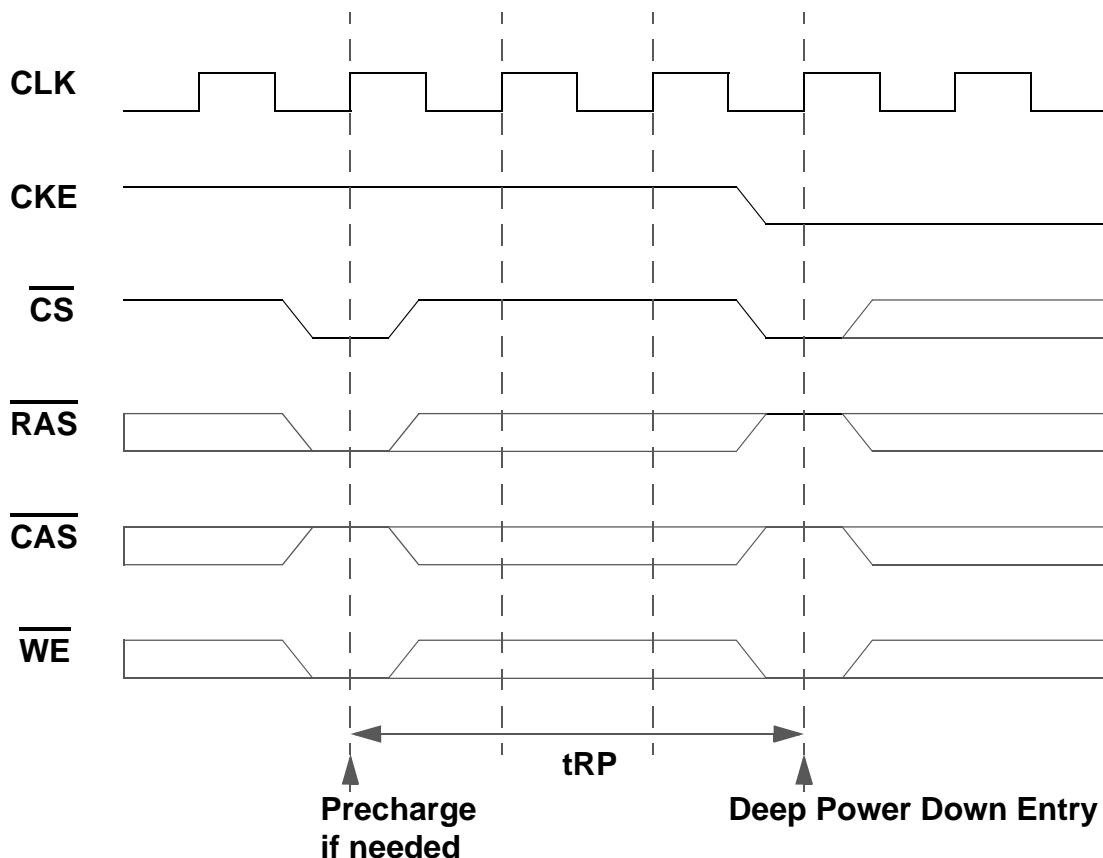 CLK
CKE
CS
RAS
CAS
WE
tRP
Precharge
if needed
Deep Power Down Entry